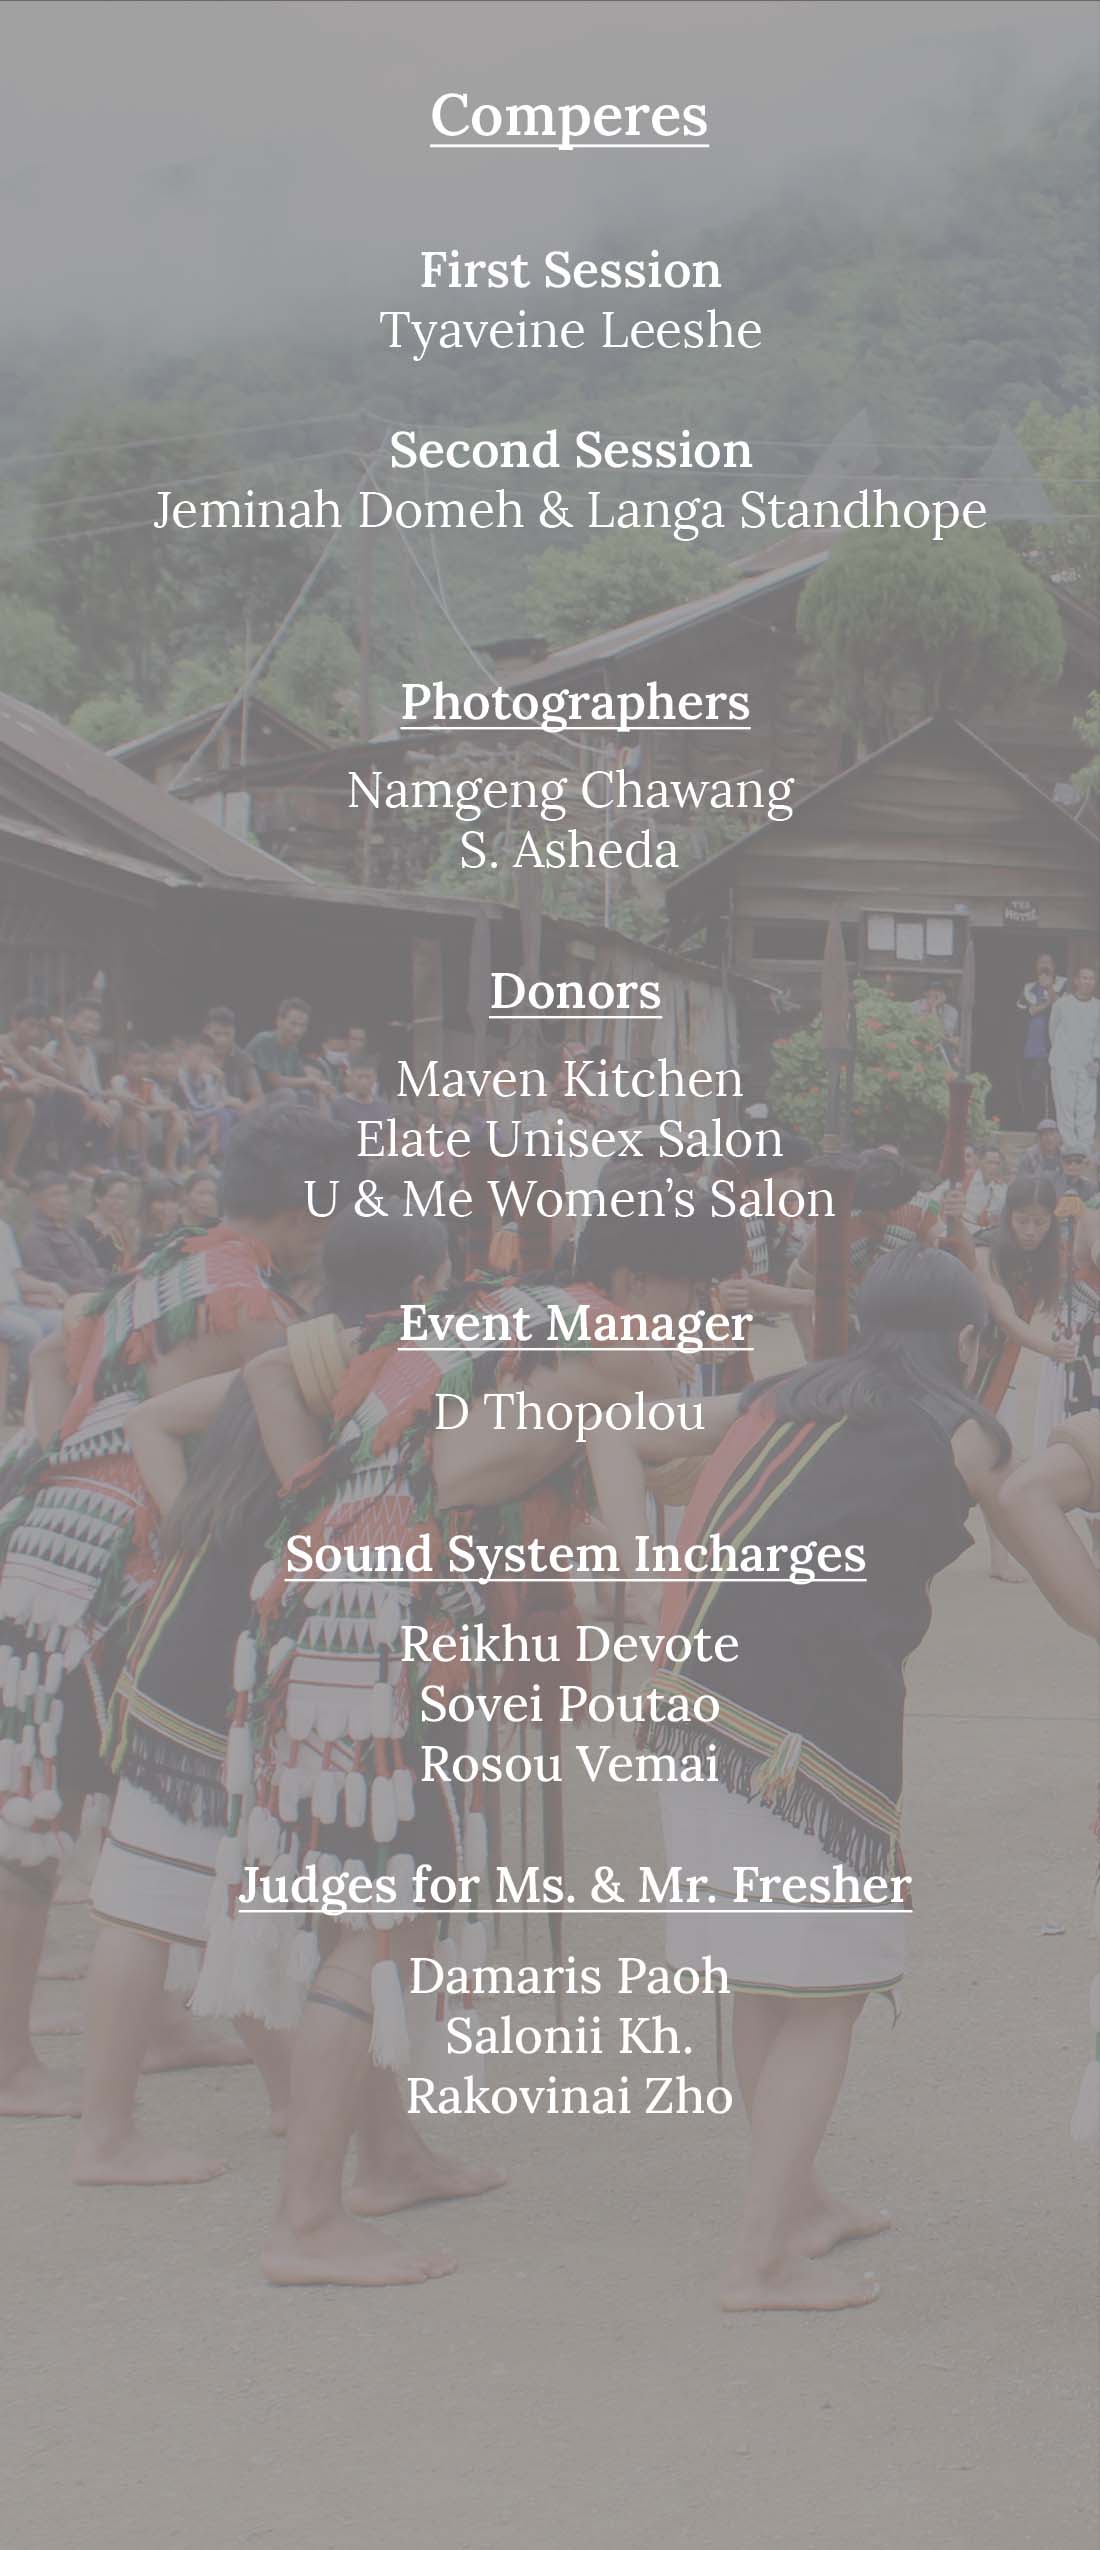 Comperes
First Session
Tyaveine Leeshe
Second Session
Jeminah Domeh & Langa Standhope
Photographers
Namgeng Chawang
S. Asheda
Donors
Maven Kitchen
Elate Unisex Salon
U & Me Women’s Salon
Event Manager
D Thopolou
Sound System Incharges
Reikhu Devote
Sovei Poutao
Rosou Vemai
Judges for Ms. & Mr. Fresher
Damaris Paoh
Salonii Kh.
Rakovinai Zho